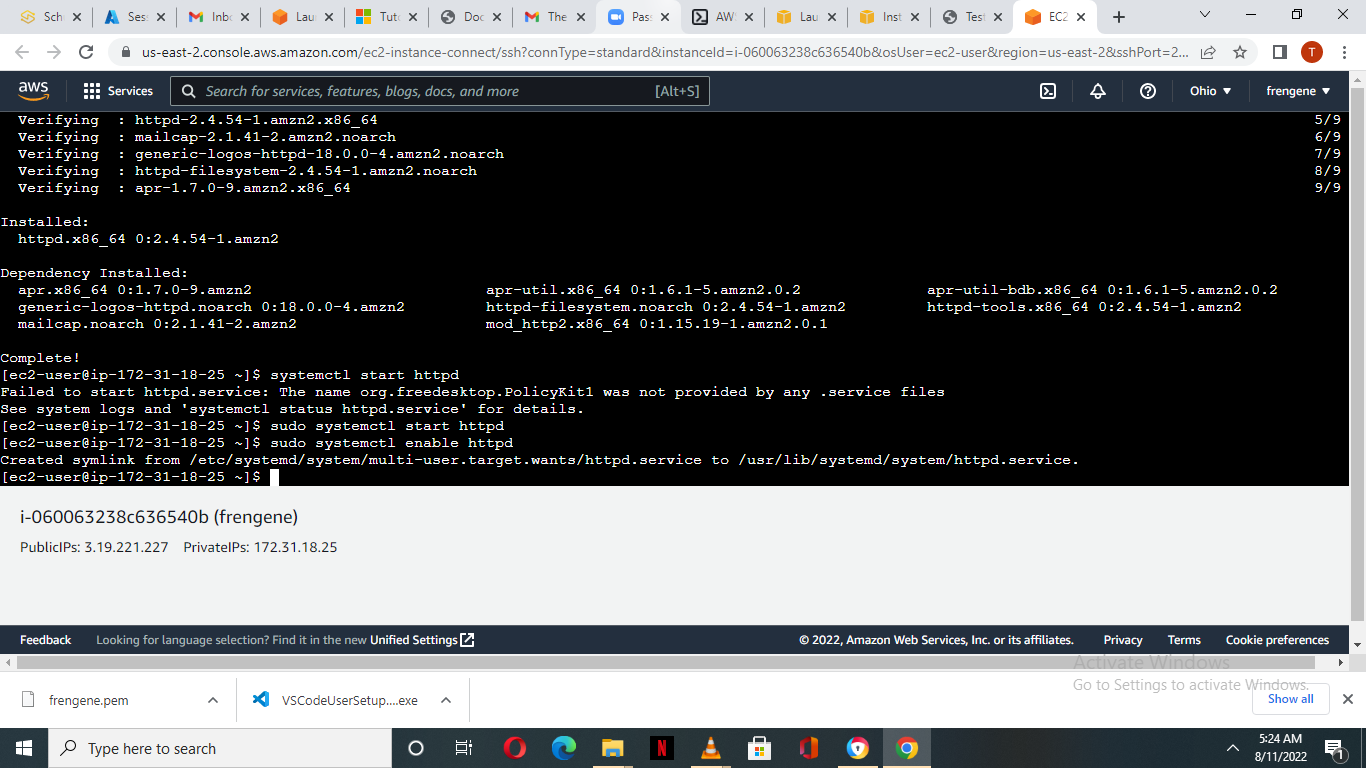 Sch
Ses
Inb
Lau
Tut
Doc
The
Pas
AW
Lau
Inst
Test
EC2
us-east-2.console.aws.amazon.com/ec2-instance-connect/ssh?connType=standard&instanceId=i-060063238c636540b&osUser=ec2-user&region=us-east-2&sshPort=2...
T
aws
Services
Search for services, features, blogs, docs, and more
[Alt+S]
Ohio
frengene
Verifying : httpd-2.4.54-1.amzn2.x86_64 5/9
Verifying : mailcap-2.1.41-2.amzn2.noarch 6/9
Verifying : generic-logos-httpd-18.0.0-4.amzn2.noarch 7/9
Verifying : httpd-filesystem-2.4.54-1.amzn2.noarch 8/9
Verifying : apr-1.7.0-9.amzn2.x86_64 9/9
Installed:
httpd.x86_64 0:2.4.54-1.amzn2
Dependency Installed:
apr.x86_64 0:1.7.0-9.amzn2 apr-util.x86_64 0:1.6.1-5.amzn2.0.2 apr-util-bdb.x86_64 0:1.6.1-5.amzn2.0.2
generic-logos-httpd.noarch 0:18.0.0-4.amzn2 httpd-filesystem.noarch 0:2.4.54-1.amzn2 httpd-tools.x86_64 0:2.4.54-1.amzn2
mailcap.noarch 0:2.1.41-2.amzn2 mod_http2.x86_64 0:1.15.19-1.amzn2.0.1
Complete!
[ec2-user@ip-172-31-18-25 ~]$ systemctl start httpd
Failed to start httpd.service: The name org.freedesktop.PolicyKit1 was not provided by any .service files
See system logs and 'systemctl status httpd.service' for details.
[ec2-user@ip-172-31-18-25 ~]$ sudo systemctl start httpd
[ec2-user@ip-172-31-18-25 ~]$ sudo systemctl enable httpd
Created symlink from /etc/systemd/system/multi-user.target.wants/httpd.service to /usr/lib/systemd/system/httpd.service.
[ec2-user@ip-172-31-18-25 ~]$
i-060063238c636540b (frengene)
PublicIPs: 3.19.221.227 PrivateIPs: 172.31.18.25
Feedback
Looking for language selection? Find it in the new Unified Settings
© 2022, Amazon Web Services, Inc. or its affiliates.
Privacy
Terms
Cookie preferences
Activate Windows
Go to Settings to activate Windows.
frengene.pem
VSCodeUserSetup....exe
Show all
Type here to search
5:24 AM
8/11/2022
1